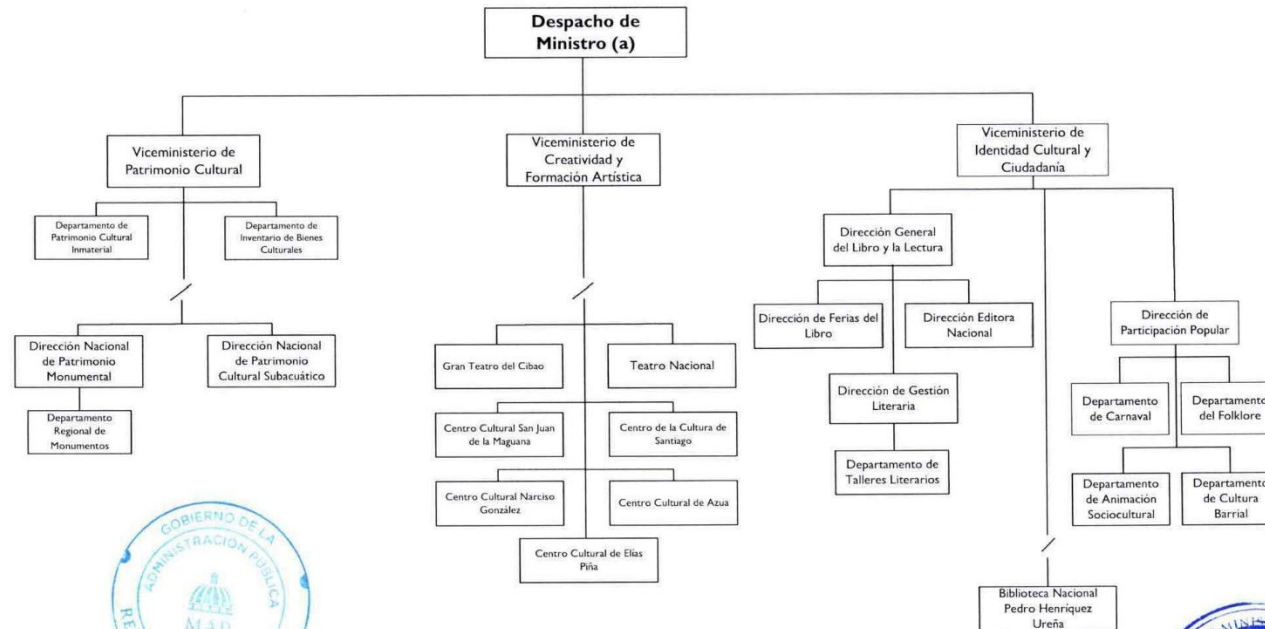 Despacho de
Ministro (a)
Viceministerio de
Patrimonio Cultural
Viceministerio de
Creatividad y
Formación Artística
Viceministerio de
Identidad Cultural y
Ciudadanía
Departamento de
Patrimonio Cultural
Inmaterial
Departamento de
Inventario de Bienes
Culturales
Dirección Nacional
de Patrimonio
Monumental
Dirección Nacional
de Patrimonio
Cultural Subacuático
Departamento
Regional de
Monumentos
Gran Teatro del Cibao
Teatro Nacional
Centro Cultural San Juan
de la Maguana
Centro de la Cultura de
Santiago
Centro Cultural Narciso
González
Centro Cultural de Azua
Centro Cultural de Elías
Piña
Dirección General
del Libro y la Lectura
Dirección de Ferias del
Libro
Dirección Editora
Nacional
Dirección de Gestión
Literaria
Departamento de
Talleres Literarios
Dirección de
Participación Popular
Departamento
de Carnaval
Departamento
del Folklore
Departamento
de Animación
Sociocultural
Departamento
de Cultura
Barrial
Biblioteca Nacional
Pedro Henríquez
Ureña
GOBIERNO DE LA
ADMINISTRACIÓN PÚBLICA
MAP